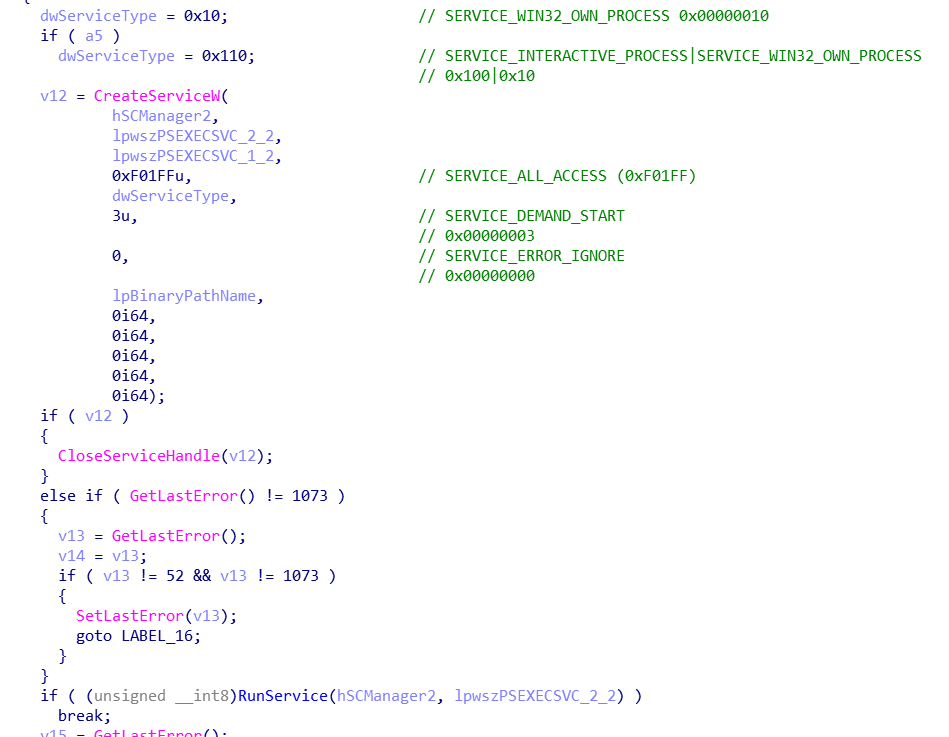 {
dwServiceType = 0x10; // SERVICE_WIN32_OWN_PROCESS 0x00000010
if ( a5 )
dwServiceType = 0x110; // SERVICE_INTERACTIVE_PROCESS|SERVICE_WIN32_OWN_PROCESS
// 0x100|0x10
v12 = CreateServiceW(
hSCManager2,
lpwszPSEXECSVC_2_2,
lpwszPSEXECSVC_1_2,
0xF01FFu, // SERVICE_ALL_ACCESS (0xF01FF)
dwServiceType,
3u, // SERVICE_DEMAND_START
// 0x00000003
0, // SERVICE_ERROR_IGNORE
// 0x00000000
lpBinaryPathName,
0i64,
0i64,
0i64,
0i64,
0i64);
if ( v12 )
{
CloseServiceHandle(v12);
}
else if ( GetLastError() != 1073 )
{
v13 = GetLastError();
v14 = v13;
if ( v13 != 52 && v13 != 1073 )
{
SetLastError(v13);
goto LABEL_16;
}
}
if ( (unsigned __int8)RunService(hSCManager2, lpwszPSEXECSVC_2_2) )
break;
v15 = GetLastError();